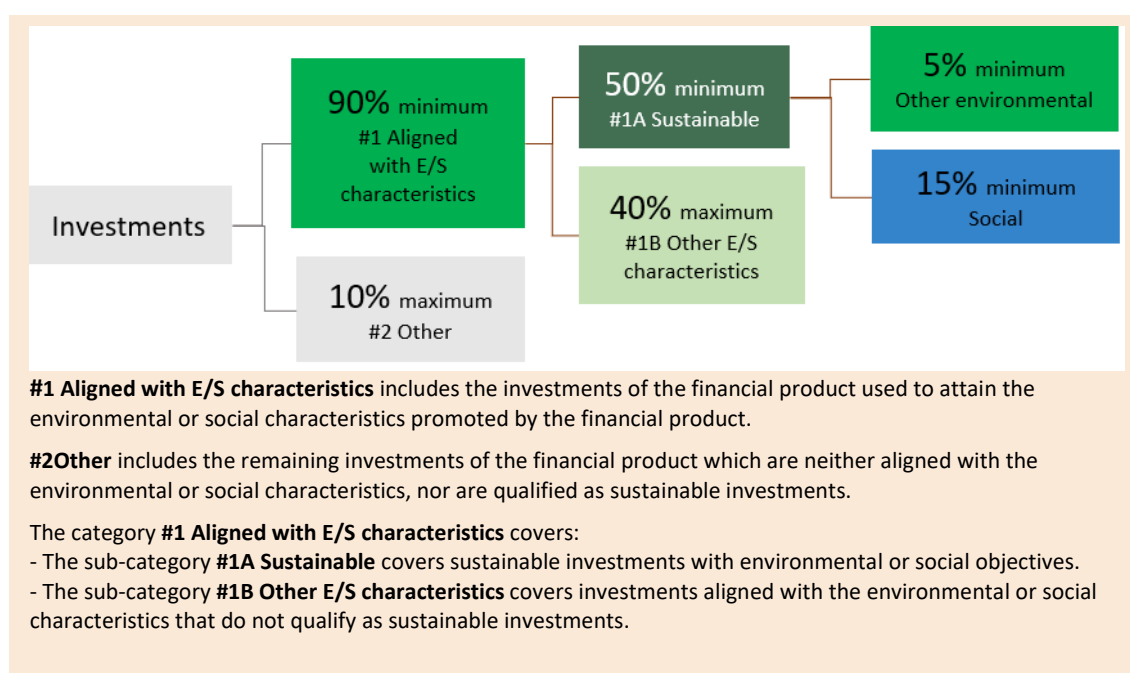 Investments
90% minimum
#1 Aligned
with E/S
characteristics
10% maximum
#2 Other
50% minimum
#1A Sustainable
40% maximum
#1B Other E/S
characteristics
5% minimum
Other environmental
15% minimum
Social
#1 Aligned with E/S characteristics includes the investments of the financial product used to attain the
environmental or social characteristics promoted by the financial product.
#2Other includes the remaining investments of the financial product which are neither aligned with the
environmental or social characteristics, nor are qualified as sustainable investments.
The category #1 Aligned with E/S characteristics covers:
- The sub-category #1A Sustainable covers sustainable investments with environmental or social objectives.
- The sub-category #1B Other E/S characteristics covers investments aligned with the environmental or social
characteristics that do not qualify as sustainable investments.